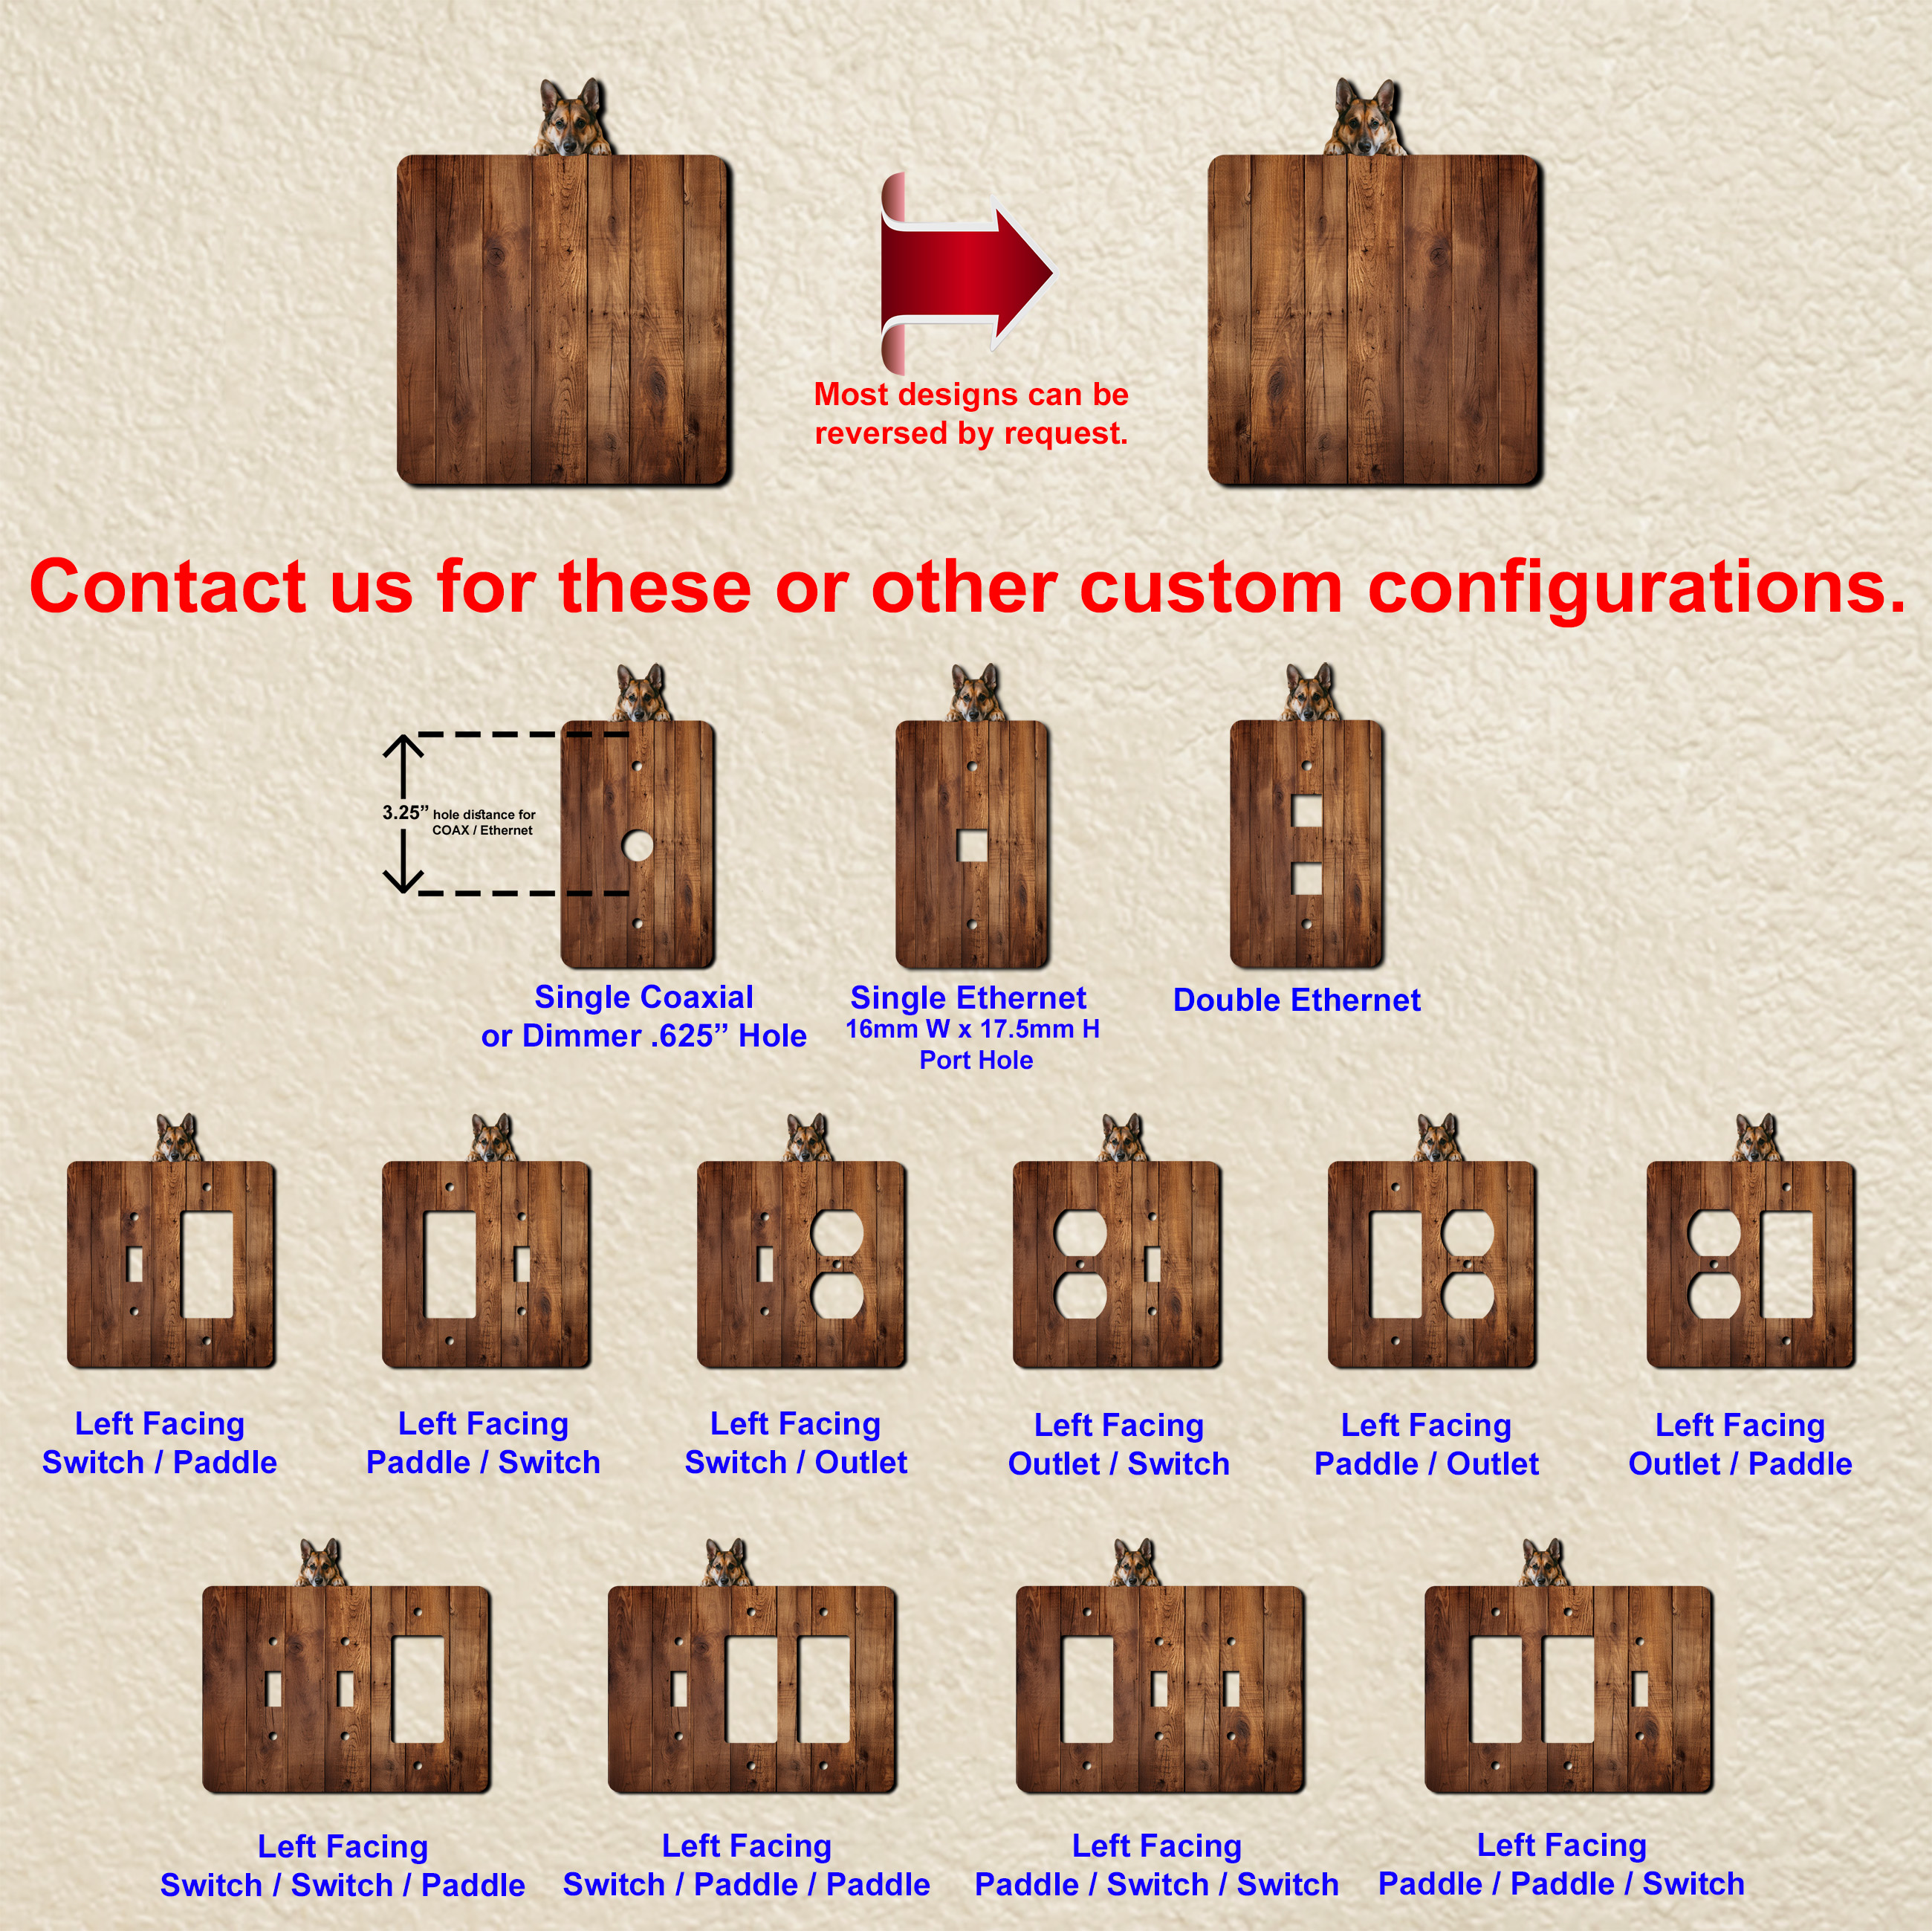 Most designs can be
reversed by request.
Contact us for these or other custom configurations.
3.25” hole distance for
COAX / Ethernet
Single Coaxial
or Dimmer .625” Hole
Single Ethernet
16mm W x 17.5mm H
Port Hole
Double Ethernet
Left Facing
Switch / Paddle
Left Facing
Paddle / Switch
Left Facing
Switch / Outlet
Left Facing
Outlet / Switch
Left Facing
Paddle / Outlet
Left Facing
Outlet / Paddle
Left Facing
Switch / Switch / Paddle
Left Facing
Switch / Paddle / Paddle
Left Facing
Paddle / Switch / Switch
Left Facing
Paddle / Paddle / Switch